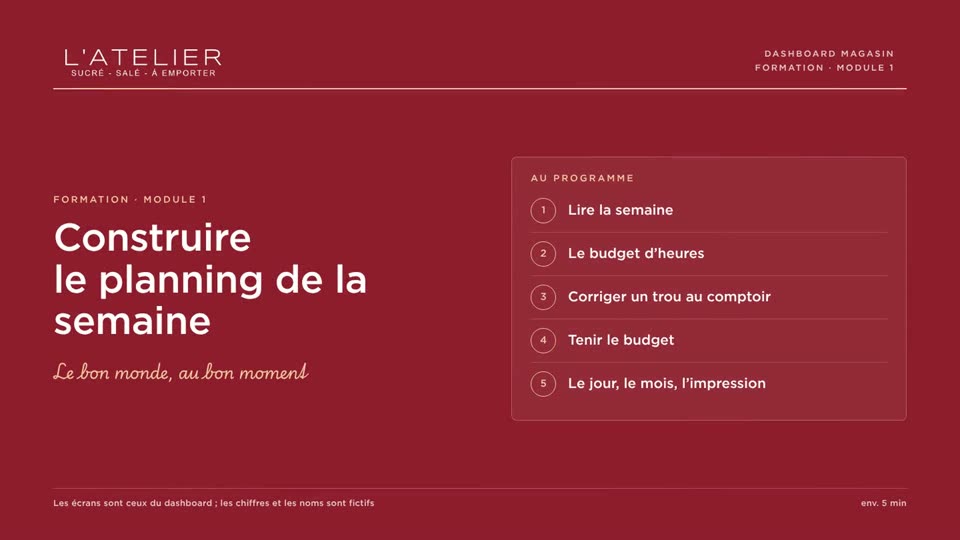 L'ATELIER
SUCRÉ - SALÉ - À EMPORTER
DASHBOARD MAGASIN
FORMATION · MODULE 1
FORMATION · MODULE 1
Construire
le planning de la
semaine
Le bon monde, au bon moment
AU PROGRAMME
1 Lire la semaine
2 Le budget d’heures
3 Corriger un trou au comptoir
4 Tenir le budget
5 Le jour, le mois, l’impression
Les écrans sont ceux du dashboard ; les chiffres et les noms sont fictifs
env. 5 min